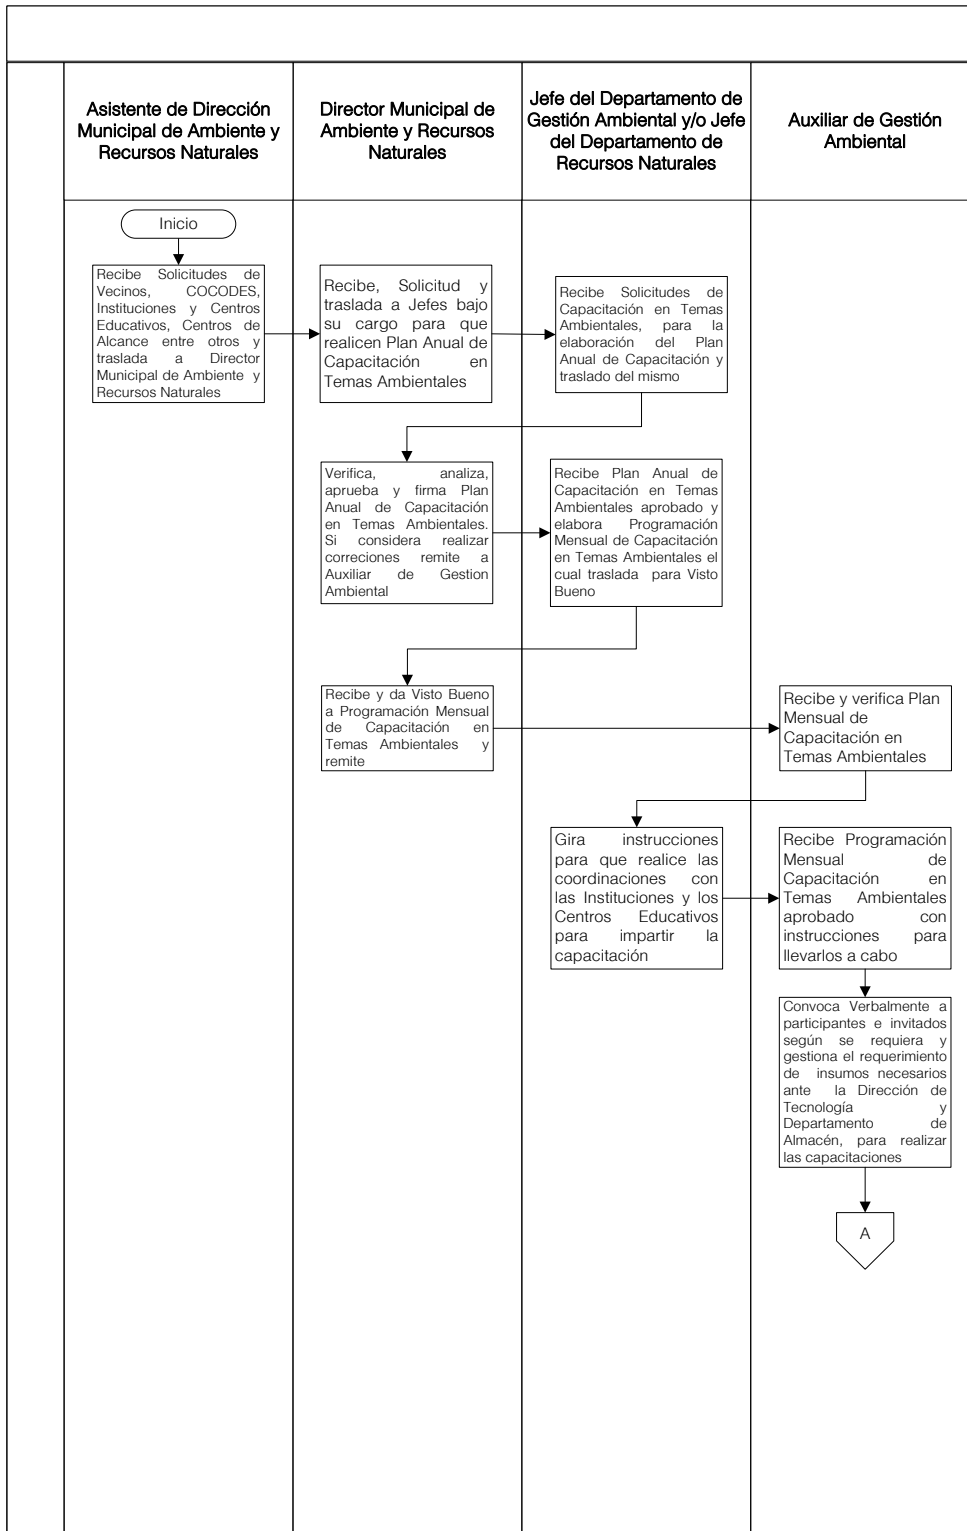 Asistente de Dirección
Municipal de Ambiente y
Recursos Naturales
Director Municipal de
Ambiente y Recursos
Naturales
Jefe del Departamento de
Gestión Ambiental y/o Jefe
del Departamento de
Recursos Naturales
Auxiliar de Gestión
Ambiental
Inicio
Recibe Solicitudes de
Vecinos, COCODES,
Instituciones y Centros
Educativos, Centros de
Alcance entre otros y
traslada a Director
Municipal de Ambiente y
Recursos Naturales
Recibe, Solicitud y
traslada a Jefes bajo
su cargo para que
realicen Plan Anual de
Capacitación en
Temas Ambientales
Recibe Solicitudes de
Capacitación en Temas
Ambientales, para la
elaboración del Plan
Anual de Capacitación y
traslado del mismo
Verifica, analiza,
aprueba y firma Plan
Anual de Capacitación
en Temas Ambientales.
Si considera realizar
correciones remite a
Auxiliar de Gestion
Ambiental
Recibe Plan Anual de
Capacitación en Temas
Ambientales aprobado y
elabora Programación
Mensual de Capacitación
en Temas Ambientales el
cual traslada para Visto
Bueno
Recibe y da Visto Bueno
a Programación Mensual
de Capacitación en
Temas Ambientales y
remite
Recibe y verifica Plan
Mensual de
Capacitación en
Temas Ambientales
Gira instrucciones
para que realice las
coordinaciones con
las Instituciones y los
Centros Educativos
para impartir la
capacitación
Recibe Programación
Mensual de
Capacitación en
Temas Ambientales
aprobado con
instrucciones para
llevarlos a cabo
Convoca Verbalmente a
participantes e invitados
según se requiera y
gestiona el requerimiento
de insumos necesarios
ante la Dirección de
Tecnología y
Departamento de
Almacén, para realizar
las capacitaciones
A